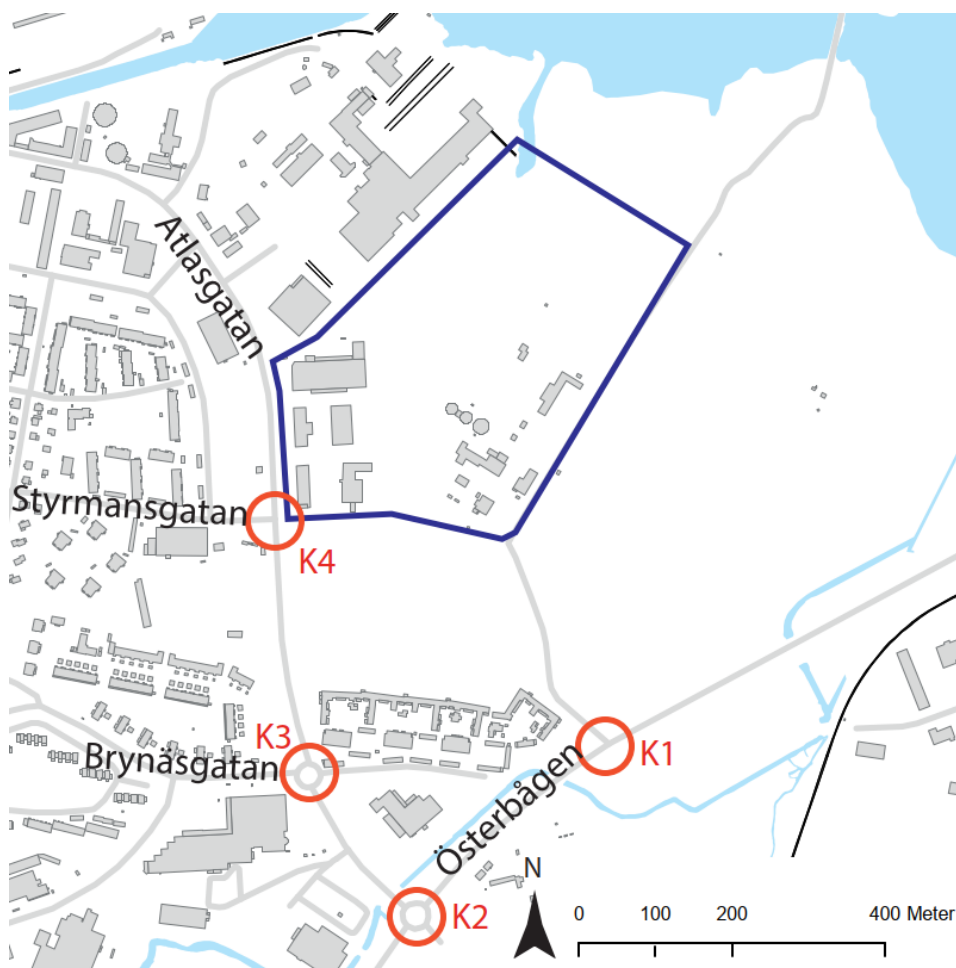 Atlasgatan
Styrmansgatan
K4
K3
Brynäsgatan
K1
Österbågen
K2
N
0 100 200 400 Meter